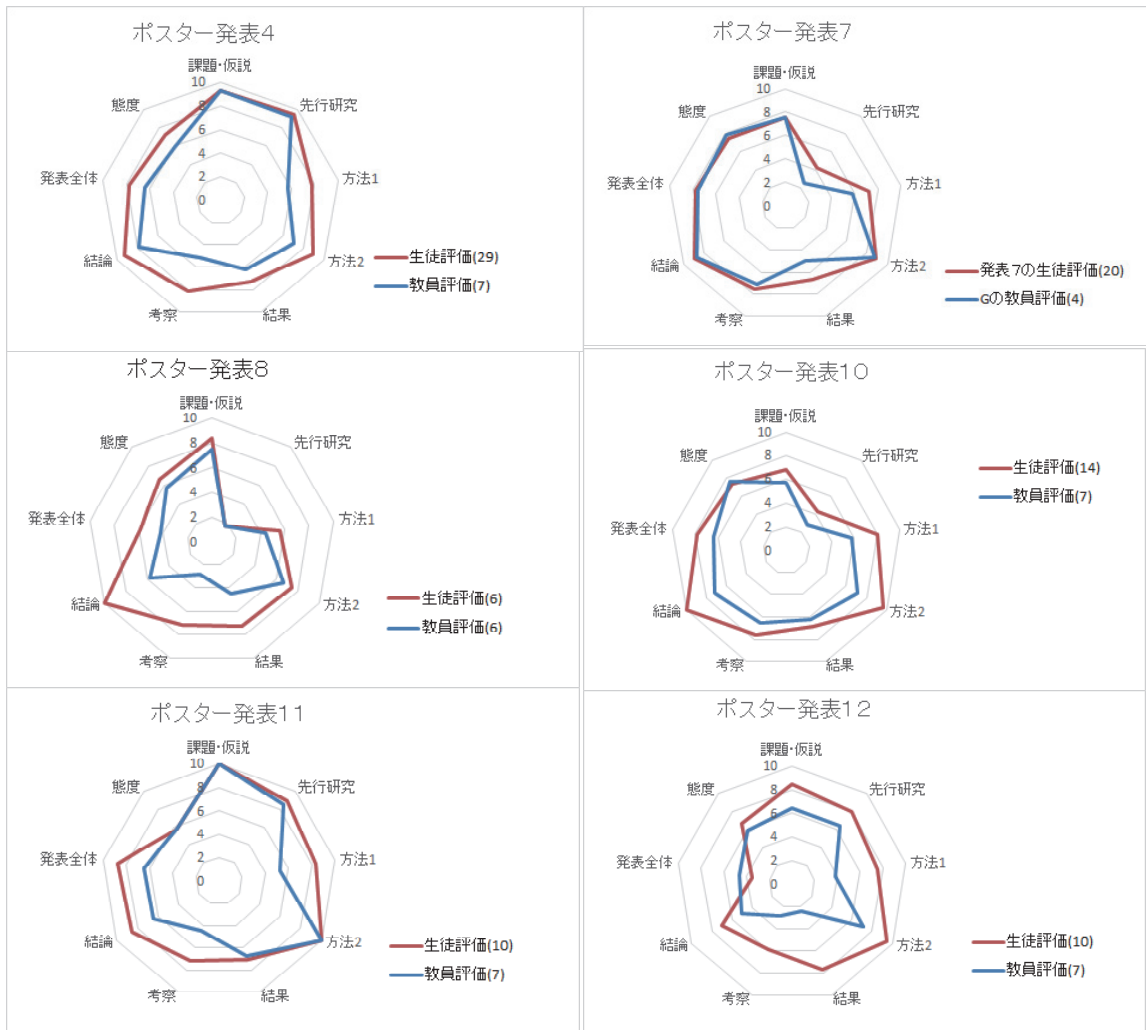 ポスター発表4
課題・仮説
先行研究
方法1
方法2
結果
考察
結論
発表全体
態度
10
8
6
4
2
0
生徒評価(29)
教員評価(7)
ポスター発表7
課題・仮説
先行研究
方法1
方法2
結果
考察
結論
発表全体
態度
10
8
6
4
2
0
発表7の生徒評価(20)
Gの教員評価(4)
ポスター発表8
課題・仮説
先行研究
方法1
方法2
結果
考察
結論
発表全体
態度
10
8
6
4
2
0
生徒評価(6)
教員評価(6)
ポスター発表10
課題・仮説
先行研究
方法1
方法2
結果
考察
結論
発表全体
態度
10
8
6
4
2
0
生徒評価(14)
教員評価(7)
ポスター発表11
課題・仮説
先行研究
方法1
方法2
結果
考察
結論
発表全体
態度
10
8
6
4
2
0
生徒評価(10)
教員評価(7)
ポスター発表12
課題・仮説
先行研究
方法1
方法2
結果
考察
結論
発表全体
態度
10
8
6
4
2
0
生徒評価(10)
教員評価(7)